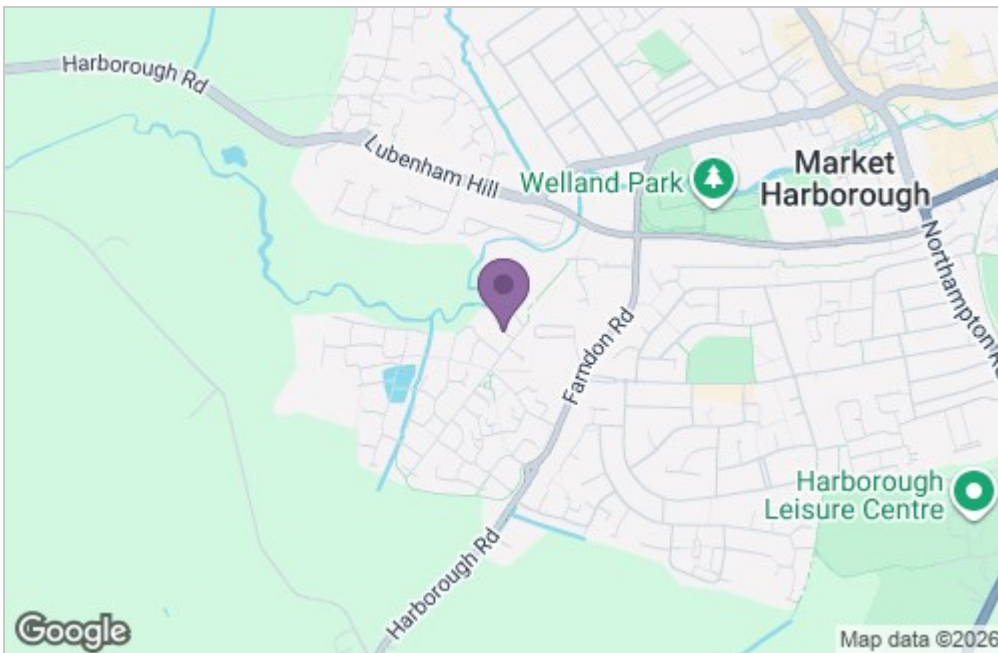 Harborough Rd
Lubenham Hill
Welland Park
Market
Harborough
Northampton Rd
Farndon Rd
Harborough
Leisure Centre
Harborough Rd
Google
Map data ©2026